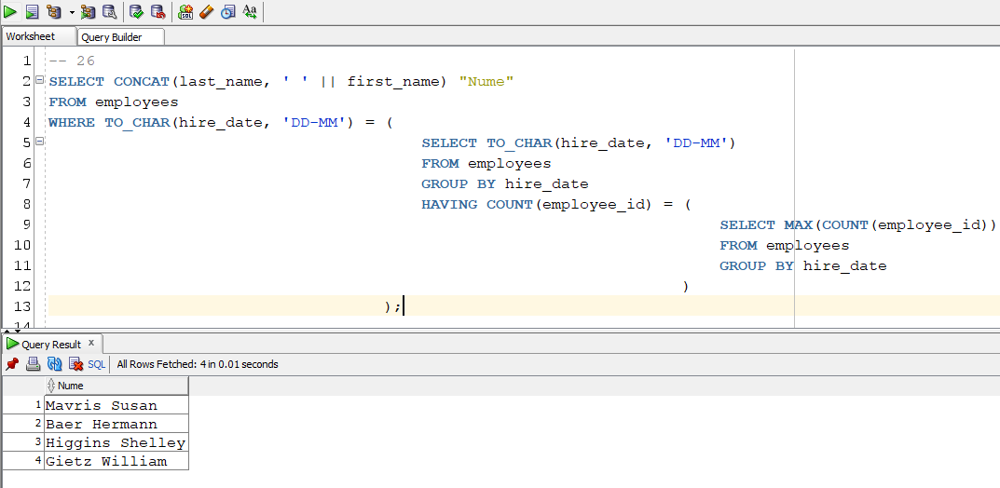 Worksheet Query Builder
1 -- 26
2 SELECT CONCAT(last_name, ' ' || first_name) "Nume"
3 FROM employees
4 WHERE TO_CHAR(hire_date, 'DD-MM') = (
5 SELECT TO_CHAR(hire_date, 'DD-MM')
6 FROM employees
7 GROUP BY hire_date
8 HAVING COUNT(employee_id) = (
9 SELECT MAX(COUNT(employee_id))
10 FROM employees
11 GROUP BY hire_date
12 )
13 );
14
Query Result x
SQL All Rows Fetched: 4 in 0.01 seconds
Nume
1 Mavris Susan
2 Baer Hermann
3 Higgins Shelley
4 Gietz William